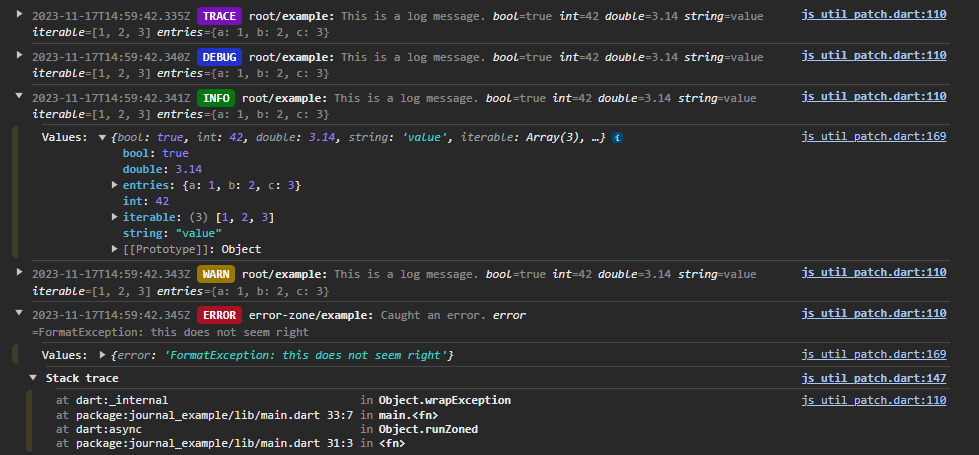 2023-11-17T14:59:42.335Z TRACE root/example: This is a log message. bool=true int=42 double=3.14 string=value js_util_patch.dart:110
iterable=[1, 2, 3] entries={a: 1, b: 2, c: 3}
2023-11-17T14:59:42.340Z DEBUG root/example: This is a log message. bool=true int=42 double=3.14 string=value js_util_patch.dart:110
iterable=[1, 2, 3] entries={a: 1, b: 2, c: 3}
2023-11-17T14:59:42.341Z INFO root/example: This is a log message. bool=true int=42 double=3.14 string=value js_util_patch.dart:110
iterable=[1, 2, 3] entries={a: 1, b: 2, c: 3}
Values: {bool: true, int: 42, double: 3.14, string: 'value', iterable: Array(3), …} i js_util_patch.dart:169
bool: true
double: 3.14
entries: {a: 1, b: 2, c: 3}
int: 42
iterable: (3) [1, 2, 3]
string: "value"
[[Prototype]]: Object
2023-11-17T14:59:42.343Z WARN root/example: This is a log message. bool=true int=42 double=3.14 string=value js_util_patch.dart:110
iterable=[1, 2, 3] entries={a: 1, b: 2, c: 3}
2023-11-17T14:59:42.345Z ERROR error-zone/example: Caught an error. error js_util_patch.dart:110
=FormatException: this does not seem right
Values: {error: 'FormatException: this does not seem right'} js_util_patch.dart:169
Stack trace js_util_patch.dart:147
at dart:_internal in Object.wrapException js_util_patch.dart:110
at package:journal_example/lib/main.dart 33:7 in main.<fn>
at dart:async in Object.runZoned
at package:journal_example/lib/main.dart 31:3 in <fn>